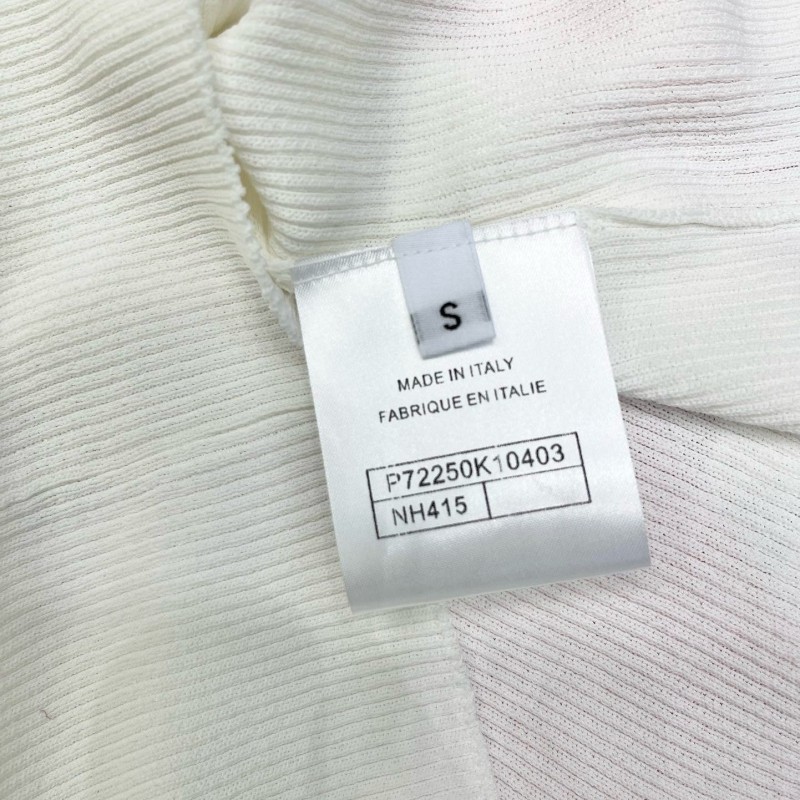 S
MADE IN ITALY
FABRIQUE EN ITALIE
P72250K10403
NH415